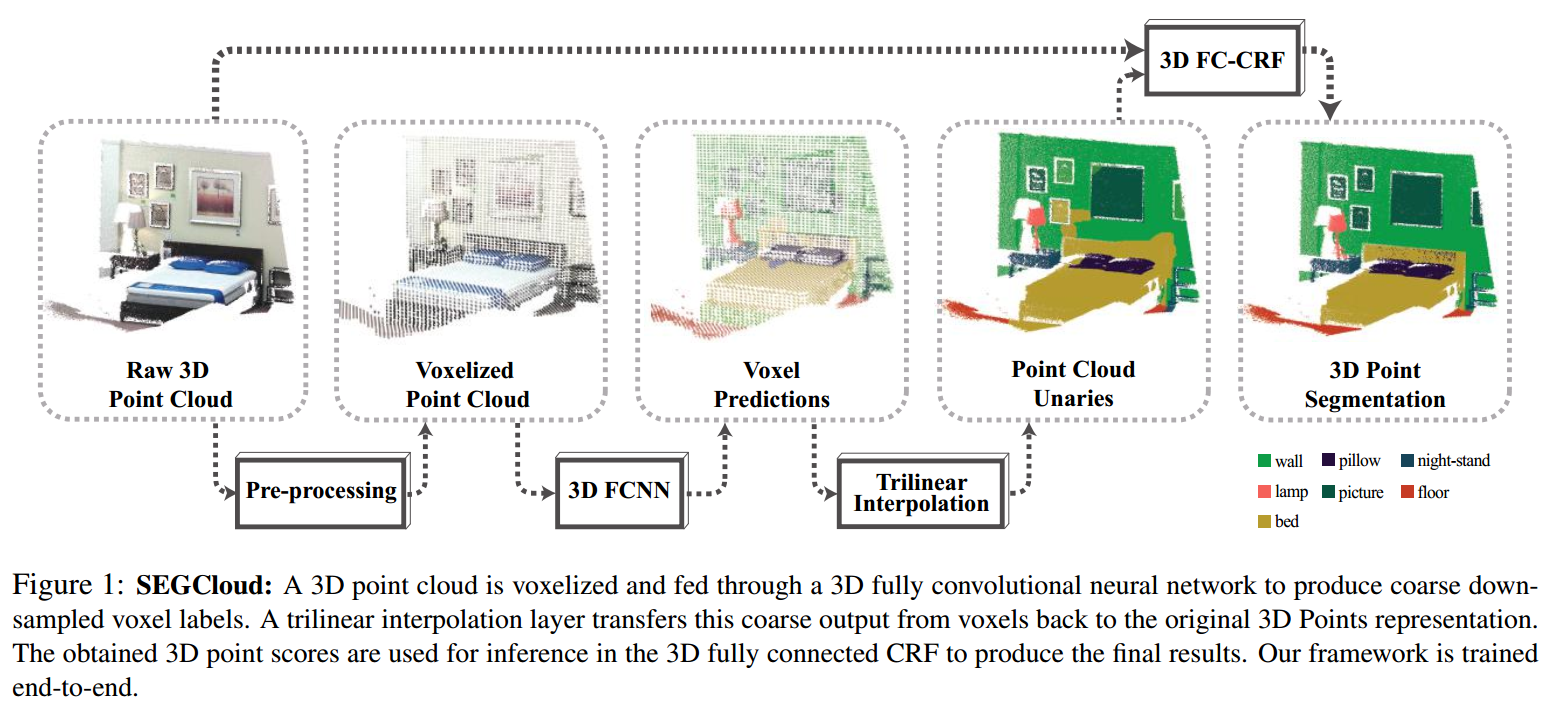 3D FC-CRF
Raw 3D
Point Cloud
Voxelized
Point Cloud
Voxel
Predictions
Point Cloud
Unaries
3D Point
Segmentation
Pre-processing
3D FCNN
Trilinear
Interpolation
wall
pillow
night-stand
lamp
picture
floor
bed
Figure 1: SEGCloud: A 3D point cloud is voxelized and fed through a 3D fully convolutional neural network to produce coarse down-
sampled voxel labels. A trilinear interpolation layer transfers this coarse output from voxels back to the original 3D Points representation.
The obtained 3D point scores are used for inference in the 3D fully connected CRF to produce the final results. Our framework is trained
end-to-end.